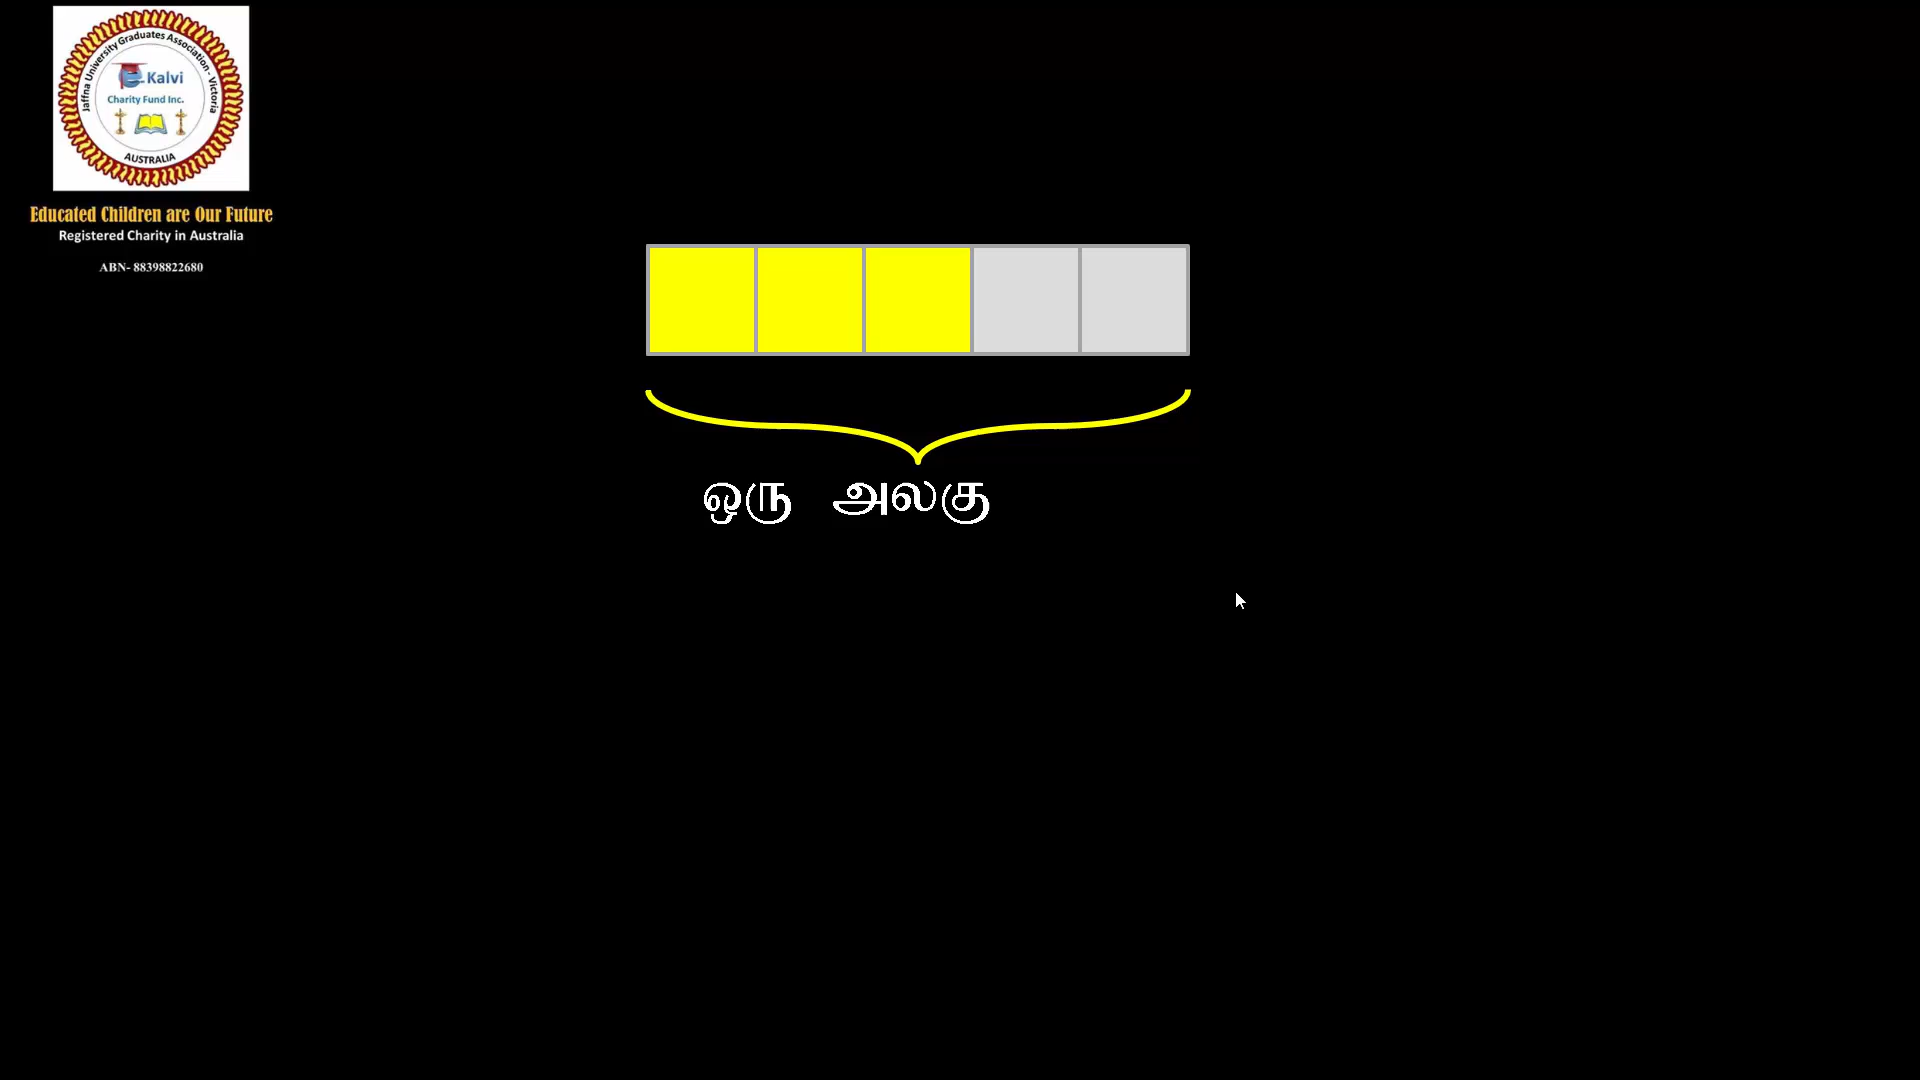 Jaffna University Graduates Association - Victoria
e Kalvi
Charity Fund Inc.
AUSTRALIA
Educated Children are Our Future
Registered Charity in Australia
ABN- 88398822680
ஒரு அலகு